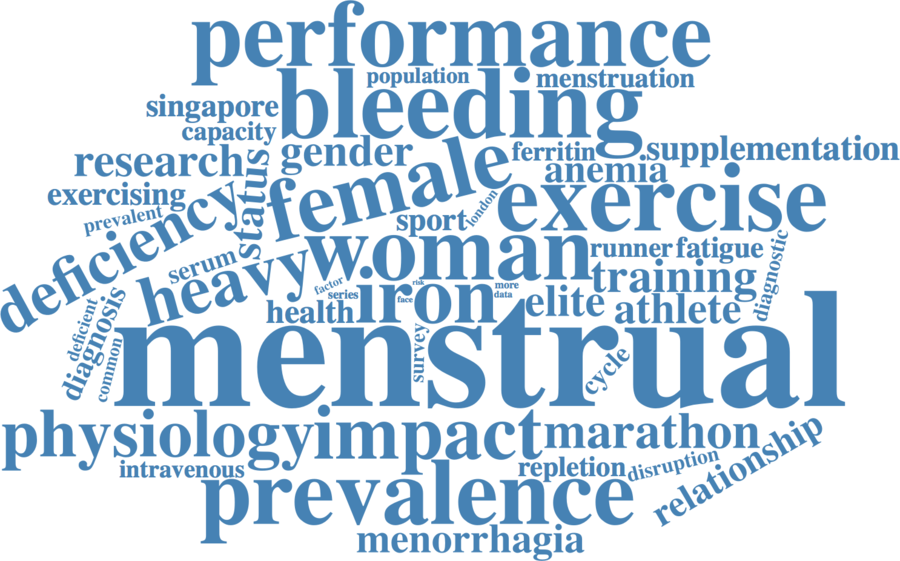 performance
population
menstruation
bleeding
singapore
capacity
research
gender
ferritin
supplementation
anemia
exercising
status
female
exercise
prevalent
sport
london
deficiency
woman
runner
fatigue
serum
heavy
factor
series
risk
face
more
data
iron
training
diagnostic
health
elite
athlete
deficient
diagnosis
common
menstrual
survey
cycle
physiology
impact
marathon
relationship
intravenous
repletion
disruption
prevalence
menorrhagia